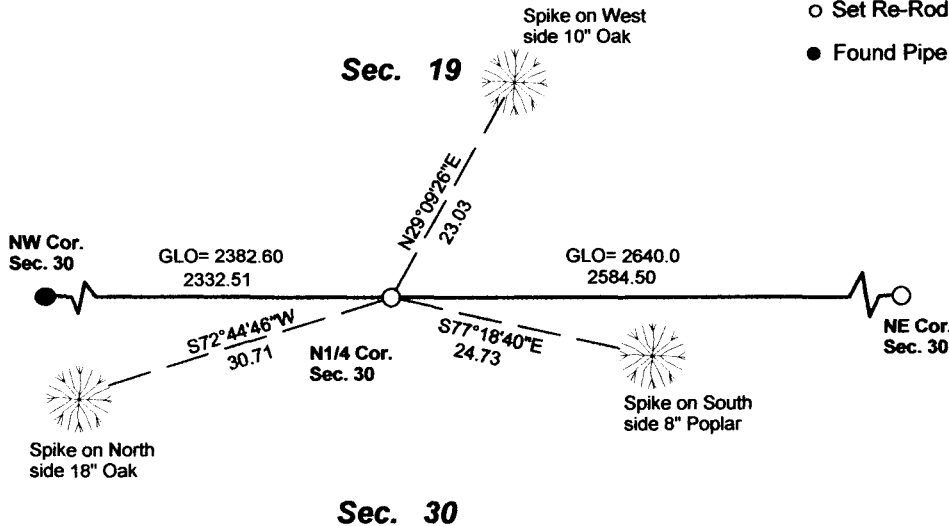 Spike on West
side 10" Oak
○ Set Re-Rod
● Found Pipe
Sec. 19
N29°09'26"E
23.03
NW Cor.
Sec. 30
GLO= 2382.60
2332.51
GLO= 2640.0
2584.50
S72°44'46"W
30.71
N1/4 Cor.
Sec. 30
S77°18'40"E
24.73
NE Cor.
Sec. 30
Spike on North
side 18" Oak
Spike on South
side 8" Poplar
Sec. 30